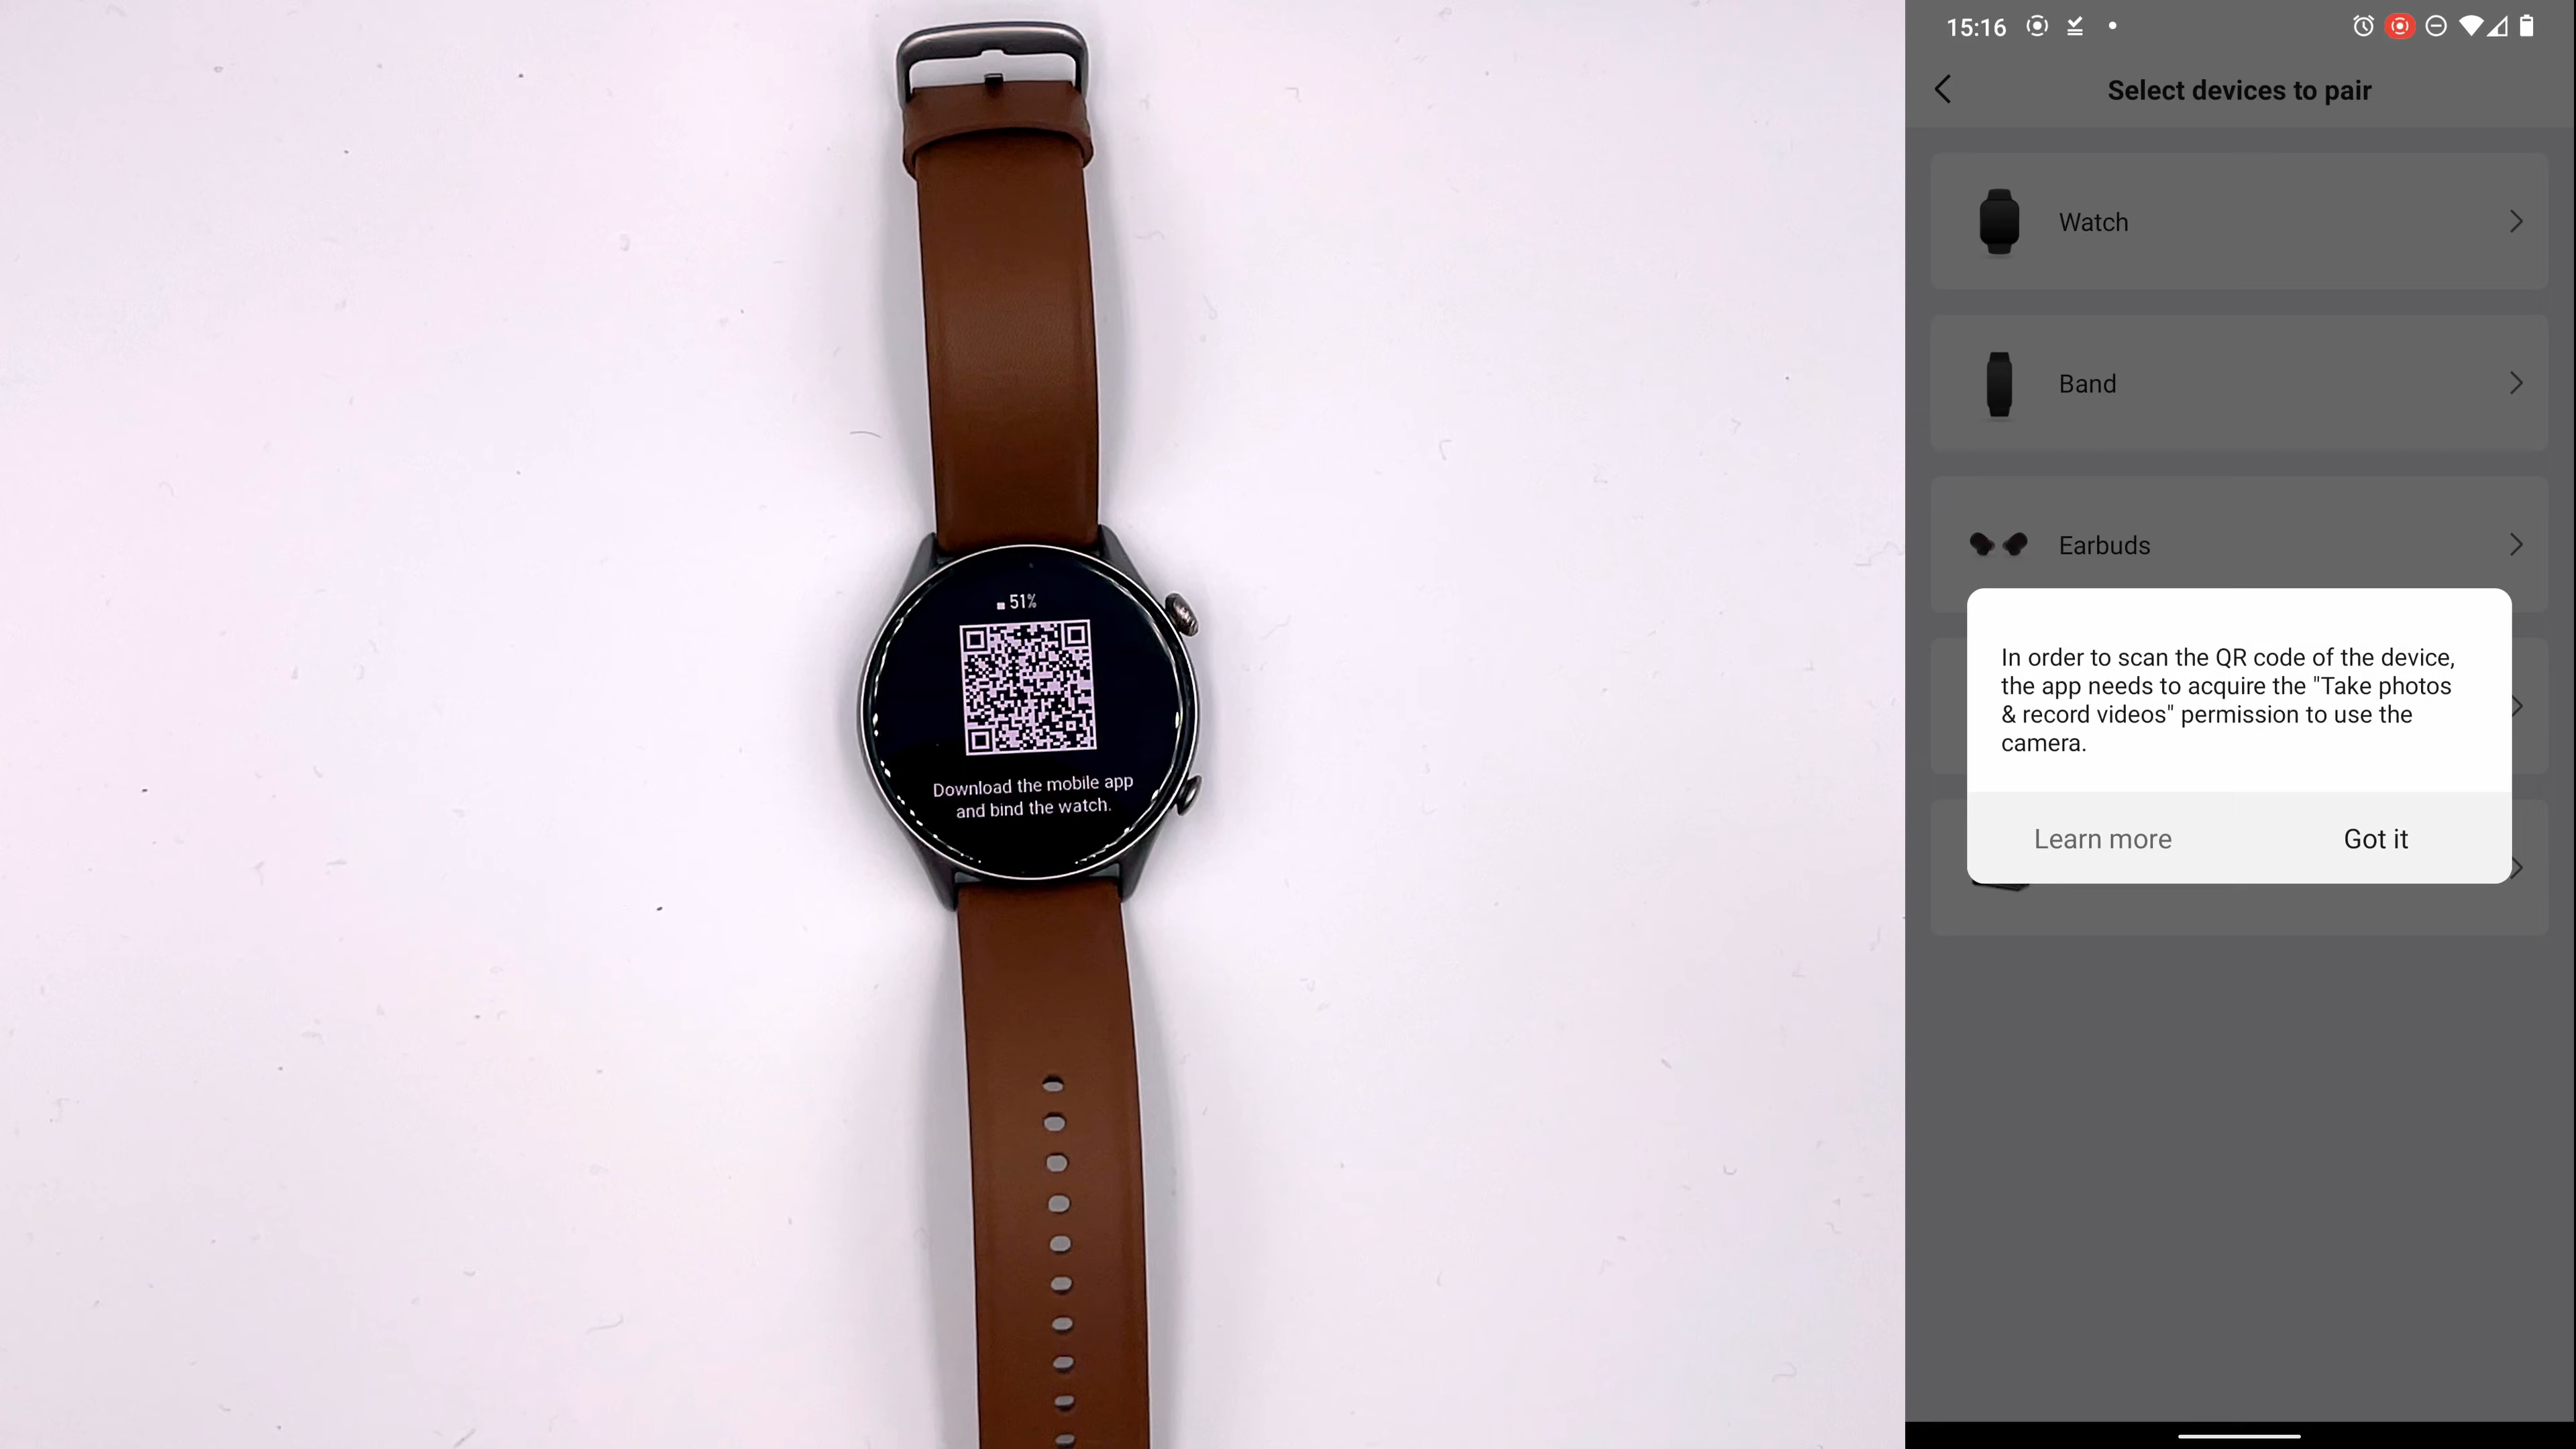 51%
Download the mobile app
and bind the watch.
15:16
Select devices to pair
Watch
Band
Earbuds
In order to scan the QR code of the device,
the app needs to acquire the "Take photos
& record videos" permission to use the
camera.
Learn more
Got it